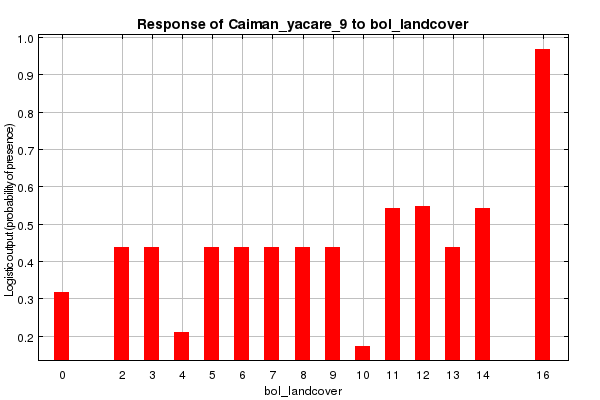 Response of Caiman_yacare_9 to bol_landcover
Logistic output (probability of presence)
1.0
0.9
0.8
0.7
0.6
0.5
0.4
0.3
0.2
0 2 3 4 5 6 7 8 9 10 11 12 13 14 16
bol_landcover